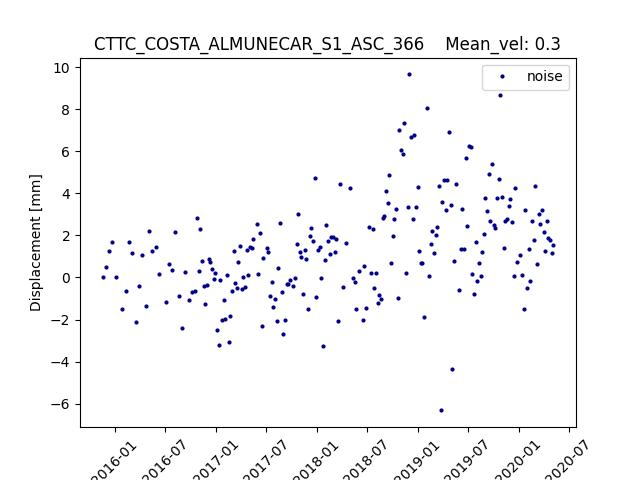 CTTC_COSTA_ALMUNECAR_S1_ASC_366    Mean_vel: 0.3
noise
Displacement [mm]
10
8
6
4
2
0
−2
−4
−6
2016-01 2016-07 2017-01 2017-07 2018-01 2018-07 2019-01 2019-07 2020-01 2020-07